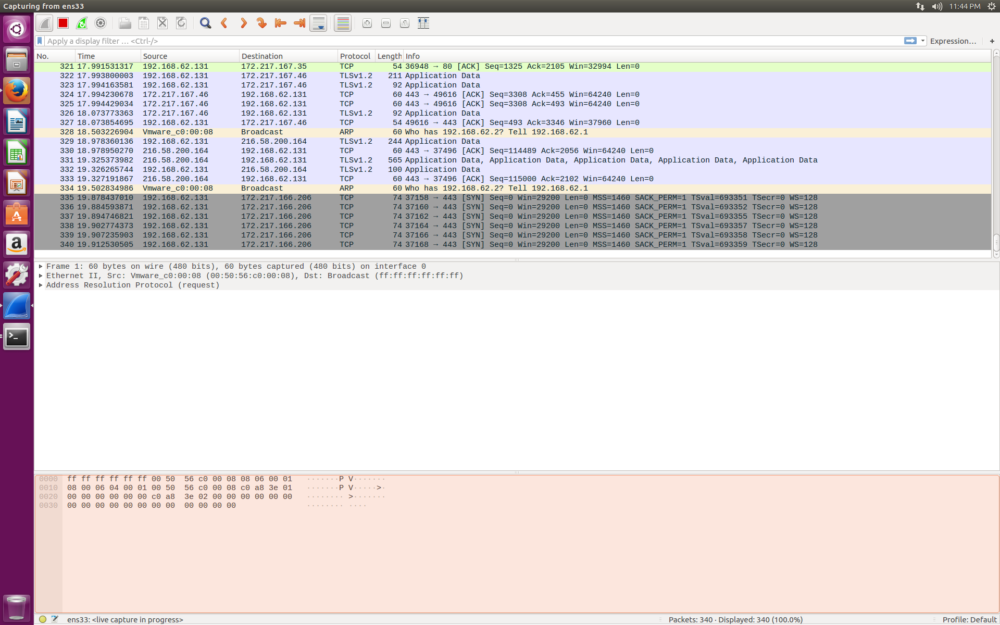 Capturing from ens33
11:44 PM
Apply a display filter … <Ctrl-/>
Expression…
+
No. Time Source Destination Protocol Length Info
321 17.991531317 192.168.62.131 172.217.167.35 TCP 54 36948 → 80 [ACK] Seq=1325 Ack=2105 Win=32994 Len=0
322 17.993800003 192.168.62.131 172.217.167.46 TLSv1.2 211 Application Data
323 17.994163581 192.168.62.131 172.217.167.46 TLSv1.2 92 Application Data
324 17.994230678 172.217.167.46 192.168.62.131 TCP 60 443 → 49616 [ACK] Seq=3308 Ack=455 Win=64240 Len=0
325 17.994429034 172.217.167.46 192.168.62.131 TCP 60 443 → 49616 [ACK] Seq=3308 Ack=493 Win=64240 Len=0
326 18.073773363 172.217.167.46 192.168.62.131 TLSv1.2 92 Application Data
327 18.073854695 192.168.62.131 172.217.167.46 TCP 54 49616 → 443 [ACK] Seq=493 Ack=3346 Win=37960 Len=0
328 18.503226904 Vmware_c0:00:08 Broadcast ARP 60 Who has 192.168.62.2? Tell 192.168.62.1
329 18.978360136 192.168.62.131 216.58.200.164 TLSv1.2 244 Application Data
330 18.978950270 216.58.200.164 192.168.62.131 TCP 60 443 → 37496 [ACK] Seq=114489 Ack=2056 Win=64240 Len=0
331 19.325373982 216.58.200.164 192.168.62.131 TLSv1.2 565 Application Data, Application Data, Application Data, Application Data, Application Data
332 19.326265744 192.168.62.131 216.58.200.164 TLSv1.2 100 Application Data
333 19.327191867 216.58.200.164 192.168.62.131 TCP 60 443 → 37496 [ACK] Seq=115000 Ack=2102 Win=64240 Len=0
334 19.502834986 Vmware_c0:00:08 Broadcast ARP 60 Who has 192.168.62.2? Tell 192.168.62.1
335 19.878437010 192.168.62.131 172.217.166.206 TCP 74 37158 → 443 [SYN] Seq=0 Win=29200 Len=0 MSS=1460 SACK_PERM=1 TSval=693351 TSecr=0 WS=128
336 19.884593871 192.168.62.131 172.217.166.206 TCP 74 37160 → 443 [SYN] Seq=0 Win=29200 Len=0 MSS=1460 SACK_PERM=1 TSval=693352 TSecr=0 WS=128
337 19.894746821 192.168.62.131 172.217.166.206 TCP 74 37162 → 443 [SYN] Seq=0 Win=29200 Len=0 MSS=1460 SACK_PERM=1 TSval=693355 TSecr=0 WS=128
338 19.902774373 192.168.62.131 172.217.166.206 TCP 74 37164 → 443 [SYN] Seq=0 Win=29200 Len=0 MSS=1460 SACK_PERM=1 TSval=693357 TSecr=0 WS=128
339 19.907235903 192.168.62.131 172.217.166.206 TCP 74 37166 → 443 [SYN] Seq=0 Win=29200 Len=0 MSS=1460 SACK_PERM=1 TSval=693358 TSecr=0 WS=128
340 19.912530505 192.168.62.131 172.217.166.206 TCP 74 37168 → 443 [SYN] Seq=0 Win=29200 Len=0 MSS=1460 SACK_PERM=1 TSval=693359 TSecr=0 WS=128
Frame 1: 60 bytes on wire (480 bits), 60 bytes captured (480 bits) on interface 0
Ethernet II, Src: Vmware_c0:00:08 (00:50:56:c0:00:08), Dst: Broadcast (ff:ff:ff:ff:ff:ff)
Address Resolution Protocol (request)
0000 ff ff ff ff ff ff 00 50 56 c0 00 08 08 06 00 01 ·······P V·······
0010 08 00 06 04 00 01 00 50 56 c0 00 08 c0 a8 3e 01 ·······P V·····>·
0020 00 00 00 00 00 00 c0 a8 3e 02 00 00 00 00 00 00 ········ >·······
0030 00 00 00 00 00 00 00 00 00 00 00 00 ········ ····
ens33: <live capture in progress>
Packets: 340 · Displayed: 340 (100.0%)
Profile: Default